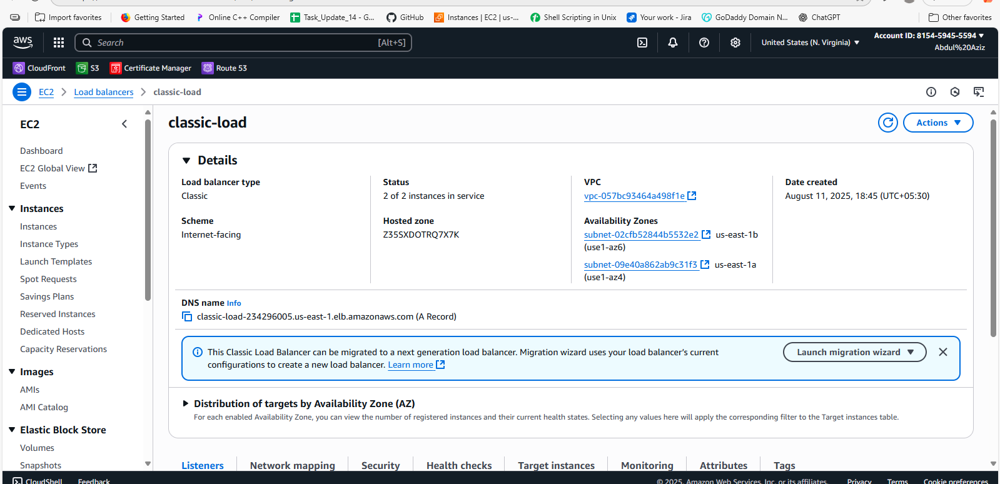 Import favorites
Getting Started
Online C++ Compiler
Task_Update_14 - G...
GitHub
Instances | EC2 | us-...
Shell Scripting in Unix
Your work - Jira
GoDaddy Domain N...
ChatGPT
Other favorites
aws
Search
[Alt+S]
United States (N. Virginia)
Account ID: 8154-5945-5594
Abdul%20Aziz
CloudFront
S3
Certificate Manager
Route 53
EC2
Load balancers
classic-load
EC2
Dashboard
EC2 Global View
Events
Instances
Instances
Instance Types
Launch Templates
Spot Requests
Savings Plans
Reserved Instances
Dedicated Hosts
Capacity Reservations
Images
AMIs
AMI Catalog
Elastic Block Store
Volumes
Snapshots
classic-load
Actions
Details
Load balancer type
Classic
Scheme
Internet-facing
Status
2 of 2 instances in service
Hosted zone
Z35SXDOTRQ7X7K
VPC
vpc-057bc93464a498f1e
Availability Zones
subnet-02cfb52844b5532e2 us-east-1b
(use1-az6)
subnet-09e40a862ab9c31f3 us-east-1a
(use1-az4)
Date created
August 11, 2025, 18:45 (UTC+05:30)
DNS name Info
classic-load-234296005.us-east-1.elb.amazonaws.com (A Record)
This Classic Load Balancer can be migrated to a next generation load balancer. Migration wizard uses your load balancer's current
configurations to create a new load balancer. Learn more
Launch migration wizard
Distribution of targets by Availability Zone (AZ)
For each enabled Availability Zone, you can view the number of registered instances and their current health states. Selecting any values here will apply the corresponding filter to the Target instances table.
Listeners
Network mapping
Security
Health checks
Target instances
Monitoring
Attributes
Tags
CloudShell
Feedback
© 2025, Amazon Web Services, Inc. or its affiliates.
Privacy
Terms
Cookie preferences